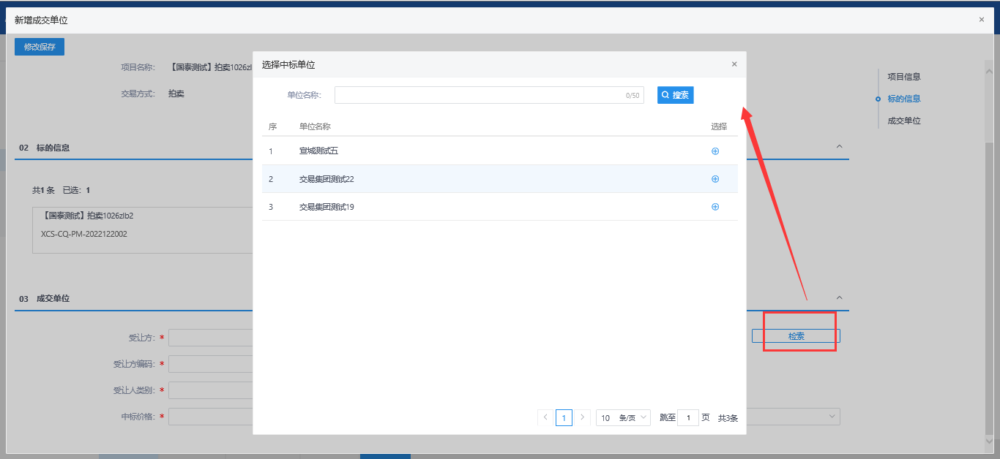 新增成交单位
修改保存
项目名称: 【国泰测试】拍卖1026zl
交易方式: 拍卖
02 标的信息
共1 条 已选: 1
【国泰测试】拍卖1026zlb2
XCS-CQ-PM-2022122002
03 成交单位
受让方: *
受让方编码: *
受让人类别: *
中标价格: *
选择中标单位
单位名称: 0/50 搜索
序 单位名称 选择
1 宣城测试五
2 交易集团测试22
3 交易集团测试19
1 10 条/页 跳至 1 页 共3条
检索
项目信息
标的信息
成交单位